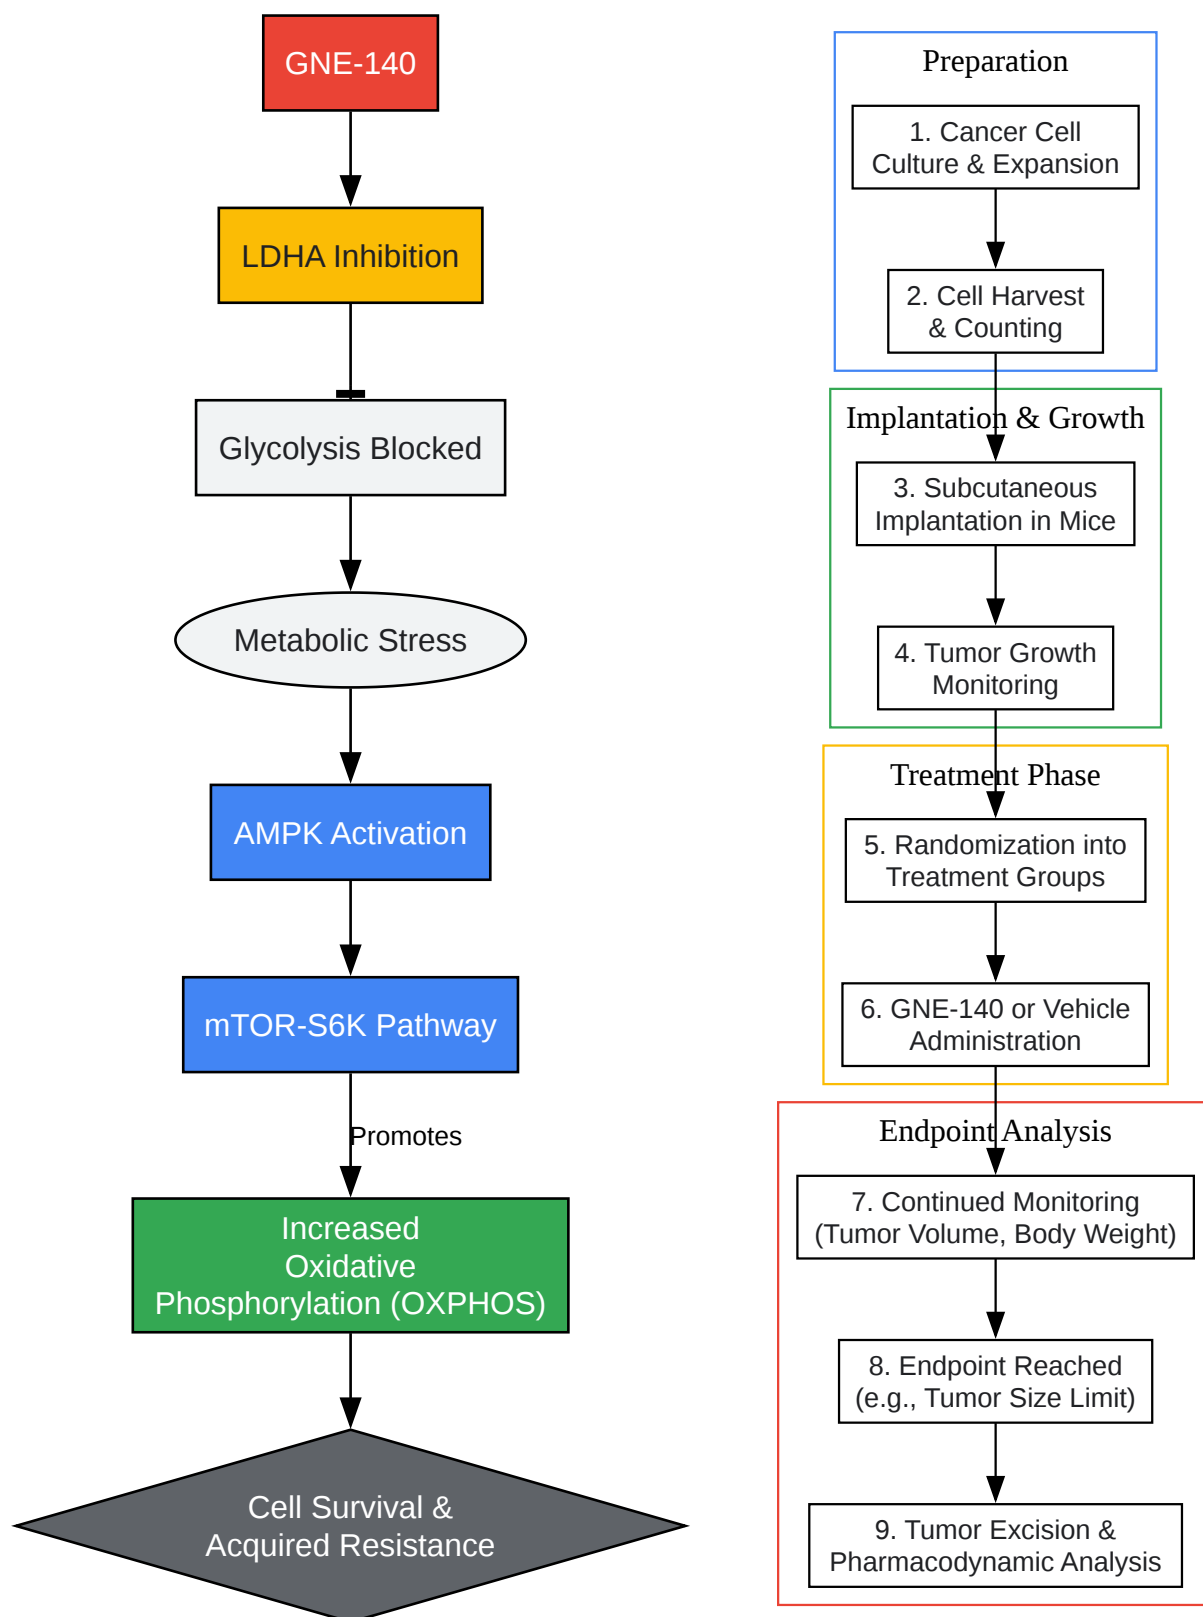 GNE-140
LDHA Inhibition
Glycolysis Blocked
Metabolic Stress
AMPK Activation
mTOR-S6K Pathway
Promotes
Increased
Oxidative
Phosphorylation (OXPHOS)
Cell Survival &
Acquired Resistance
Preparation
1. Cancer Cell
Culture & Expansion
2. Cell Harvest
& Counting
Implantation & Growth
3. Subcutaneous
Implantation in Mice
4. Tumor Growth
Monitoring
Treatment Phase
5. Randomization into
Treatment Groups
6. GNE-140 or Vehicle
Administration
Endpoint Analysis
7. Continued Monitoring
(Tumor Volume, Body Weight)
8. Endpoint Reached
(e.g., Tumor Size Limit)
9. Tumor Excision &
Pharmacodynamic Analysis